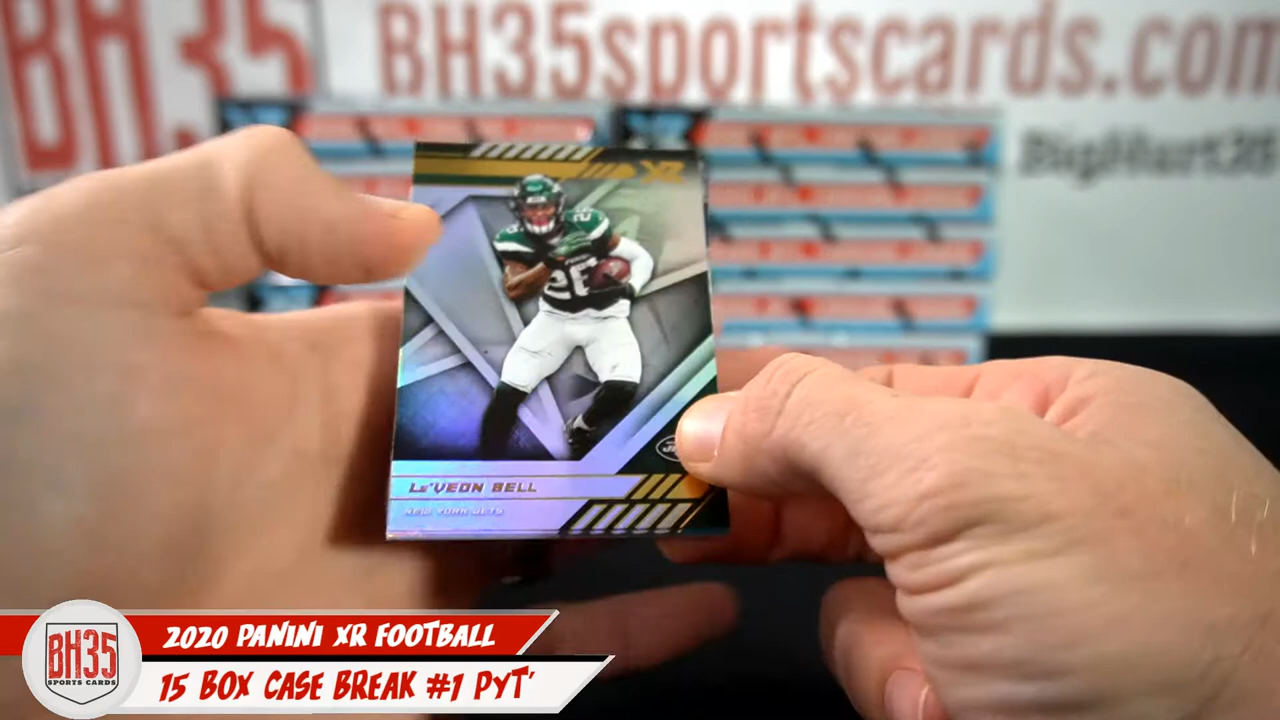 BH35
BH35sportscards.com
BigHurt35
XR
26
Le'VEON BELL
NEW YORK JETS
2020 PANINI XR FOOTBALL
15 BOX CASE BREAK #1 PYT'
BH35
SPORTS CARDS